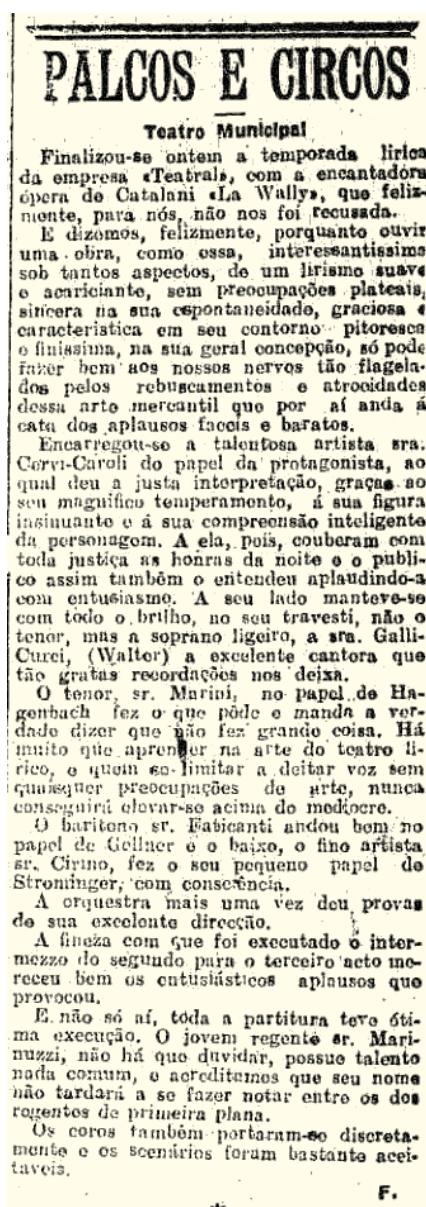 PALCOS E CIRCOS
Teatro Municipal
Finalizou-se ontem a temporada lirica
da empresa «Teatral», com a encantadora
ópera de Catalani «La Wally», que feliz-
mente, para nós, não nos foi recusada.
E dizemos, felizmente, porquanto ouvir
uma obra, como essa, interessantissima
sob tantos aspectos, de um lirismo suave
e acariciante, sem preocupações plateais,
sincera na sua espontaneidade, graciosa e
caracteristica em seu contorno pitoresco
e finissima, na sua geral concepção, só pode
fazer bem aos nossos nervos tão flagela-
dos pelos rebuscamentos e atrocidades
dessa arte mercantil que por aí anda á
cata dos aplausos faceis e baratos.
Encarregou-se a talentosa artista sra.
Cervi-Caroli do papel da protagonista, ao
qual deu a justa interpretação, graças ao
seu magnifico temperamento, á sua figura
insinuante e á sua compreensão inteligente
da personagem. A ela, pois, couberam com
toda justiça as honras da noite e o publi-
co assim também o entendeu aplaudindo-a
com entusiasmo. A seu lado manteve-se
com todo o brilho, no seu travesti, não o
tenor, mas a soprano ligeiro, a sra. Galli-
Curci, (Walter) a excelente cantora que
tão gratas recordações nos deixa.
O tenor, sr. Marini, no papel de Ha-
genbach fez o que pôde e manda a ver-
dade dizer que não fez grande coisa. Há
muito que aprender na arte do teatro li-
rico, e quem se limitar a deitar voz sem
quaisquer preocupações de arte, nunca
conseguirá elevar-se acima do mediocre.
O baritono sr. Fabicanti andou bem no
papel de Gellner e o baixo, o fino artista
sr. Cirino, fez o seu pequeno papel de
Strominger, com consciência.
A orquestra mais uma vez deu provas
de sua excelente direcção.
A fineza com que foi executado o inter-
mezzo do segundo para o terceiro acto me-
receu bem os entusiásticos aplausos que
provocou.
E não só aí, toda a partitura teve óti-
ma execução. O jovem regente sr. Mari-
nuzzi, não há que duvidar, possue talento
nada comum, e acreditemos que seu nome
não tardará a se fazer notar entre os dos
regentes de primeira plana.
Os coros também portaram-se discreta-
mente e os scenários foram bastante acei-
taveis.
F.